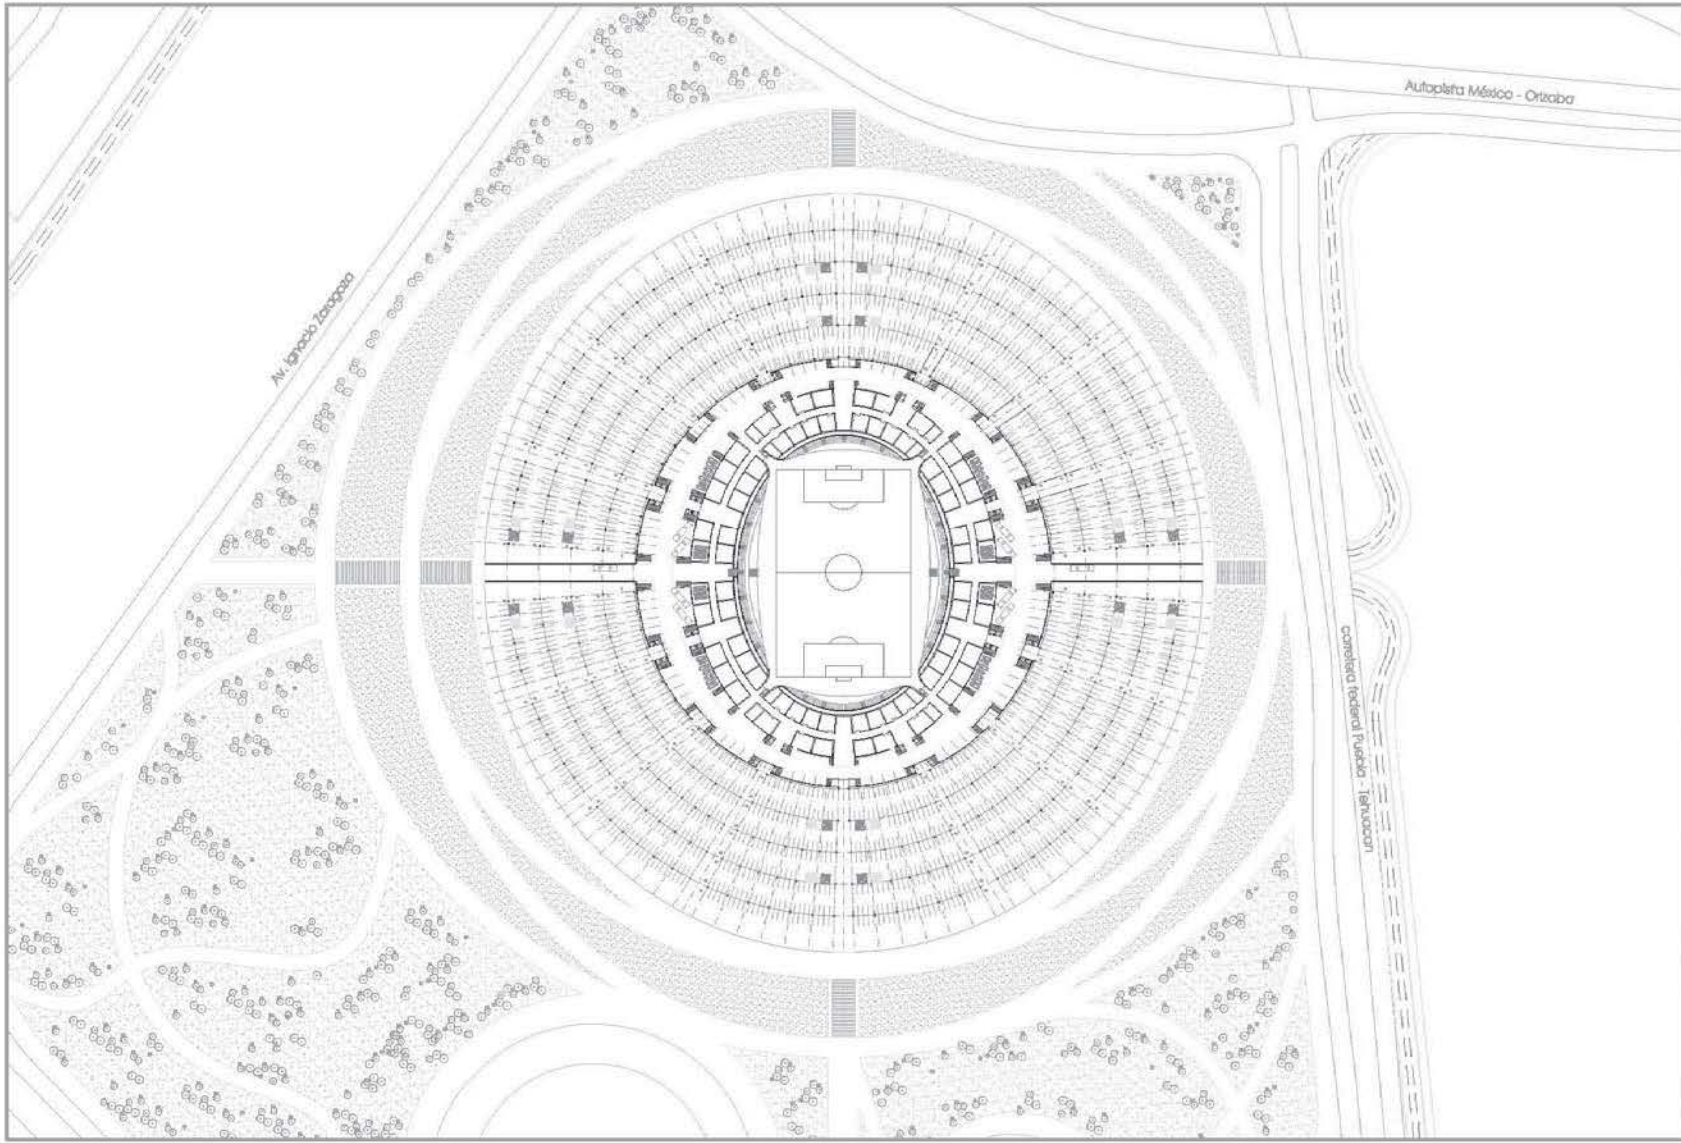 Autopista México - Orizaba
Av. Ignacio Zaragoza
carretera federal Puebla - Tehuacan